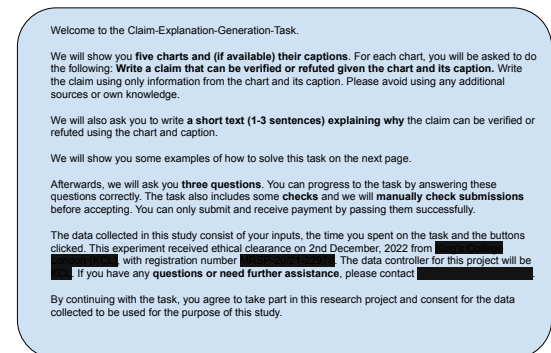 Welcome to the Claim-Explanation-Generation-Task.
We will show you five charts and (if available) their captions. For each chart, you will be asked to do
the following: Write a claim that can be verified or refuted given the chart and its caption. Write
the claim using only information from the chart and its caption. Please avoid using any additional
sources or own knowledge.
We will also ask you to write a short text (1-3 sentences) explaining why the claim can be verified or
refuted using the chart and caption.
We will show you some examples of how to solve this task on the next page.
Afterwards, we will ask you three questions. You can progress to the task by answering these
questions correctly. The task also includes some checks and we will manually check submissions
before accepting. You can only submit and receive payment by passing them successfully.
The data collected in this study consist of your inputs, the time you spent on the task and the buttons
clicked. This experiment received ethical clearance on 2nd December, 2022 from
with registration number . The data controller for this project will be
. If you have any questions or need further assistance, please contact .
By continuing with the task, you agree to take part in this research project and consent for the data
collected to be used for the purpose of this study.